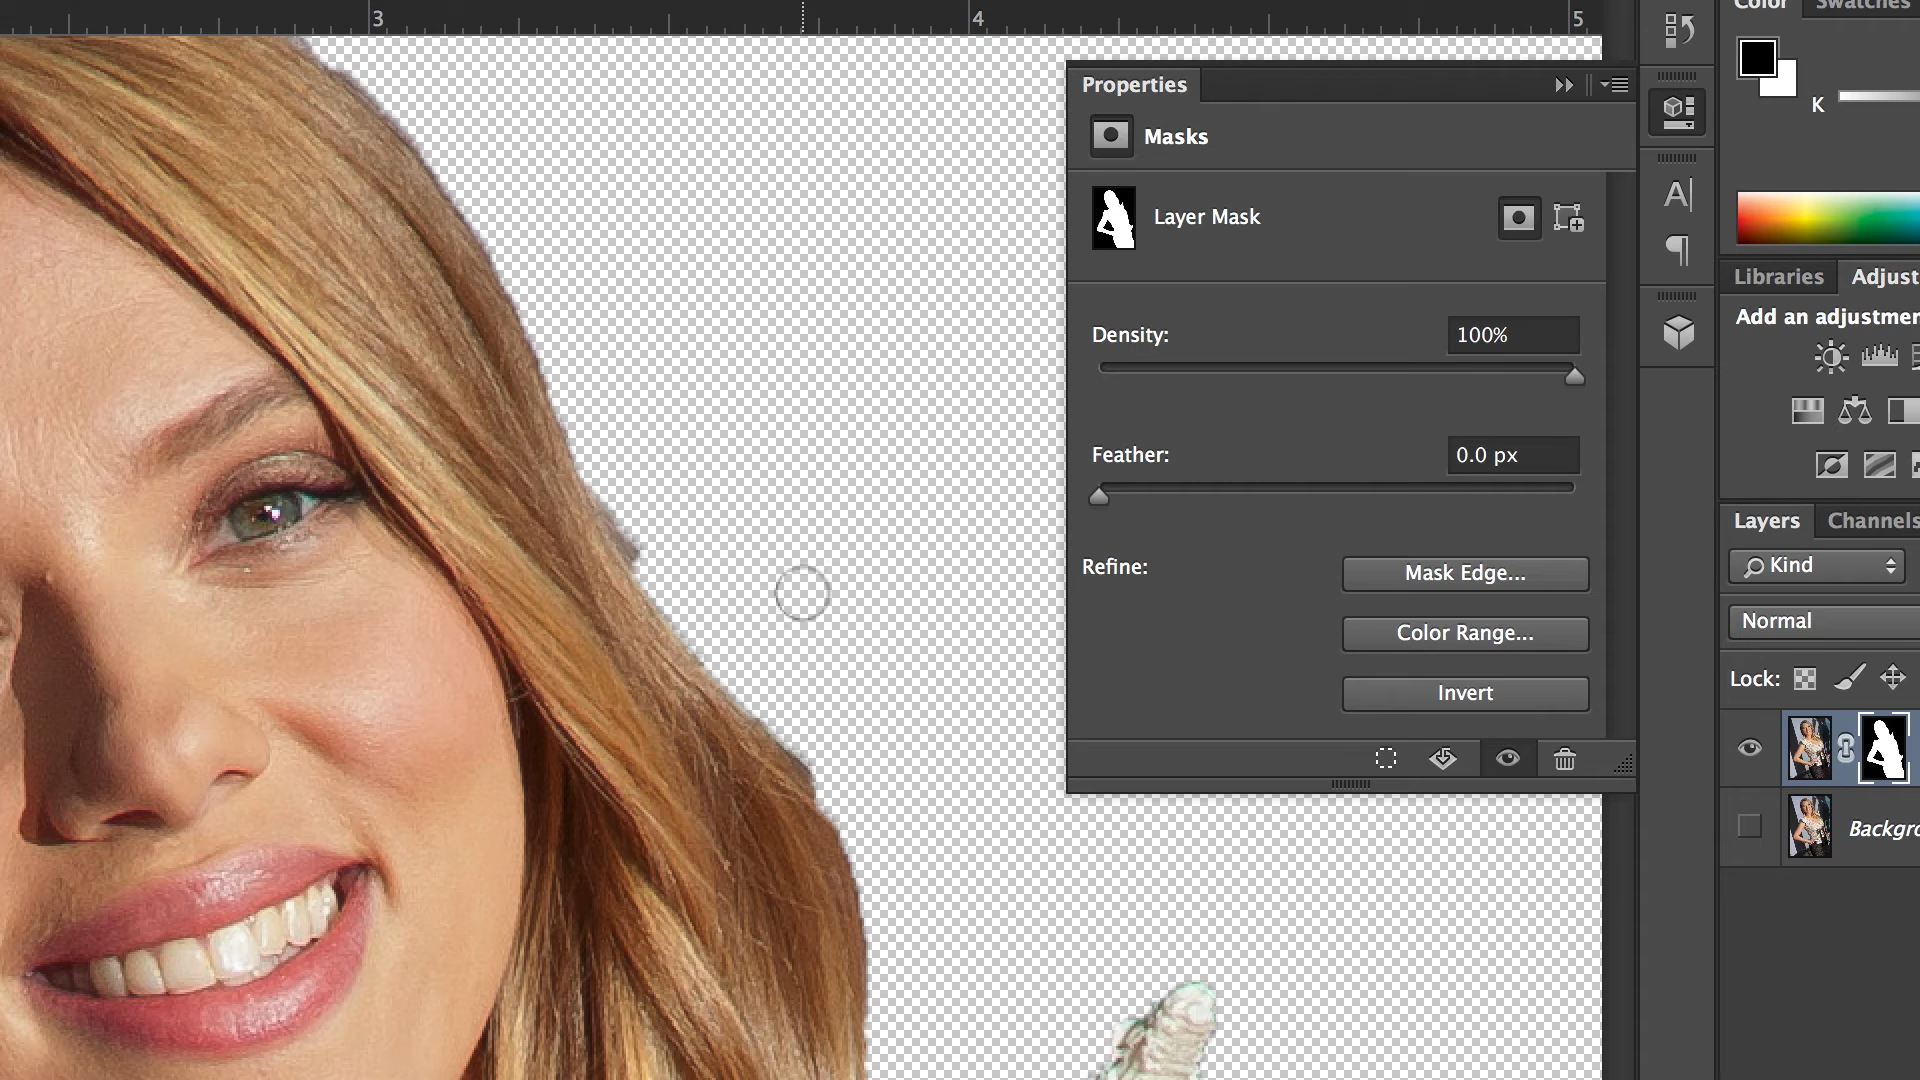 3
4
5
Color
Swatches
Properties
K
Masks
Layer Mask
Libraries
Adjust
Add an adjustmen
Density:
100%
Feather:
0.0 px
Layers
Channels
Refine:
Mask Edge...
Kind
Color Range...
Normal
Lock:
Invert
Backgro